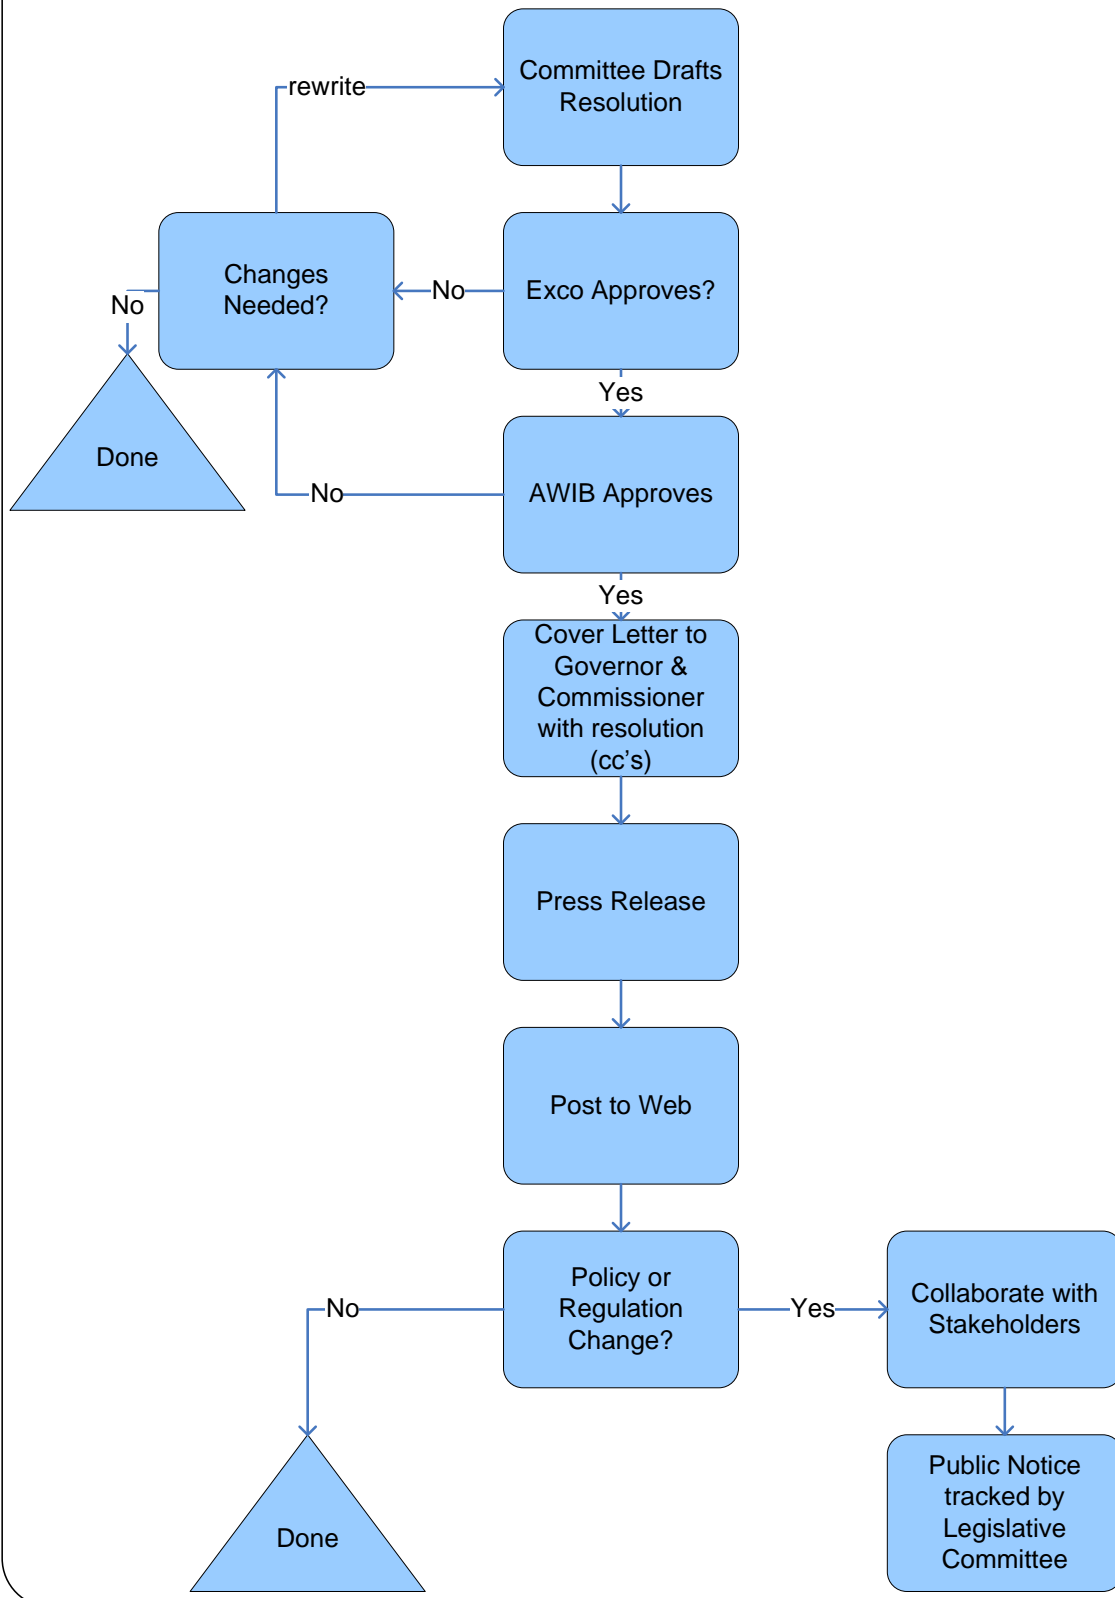 Committee Drafts
Resolution
rewrite
Changes
Needed?
No
Exco Approves?
No
Yes
Done
AWIB Approves
No
Yes
Cover Letter to
Governor &
Commissioner
with resolution
(cc’s)
Press Release
Post to Web
Policy or
Regulation
Change?
No
Yes
Collaborate with
Stakeholders
Done
Public Notice
tracked by
Legislative
Committee